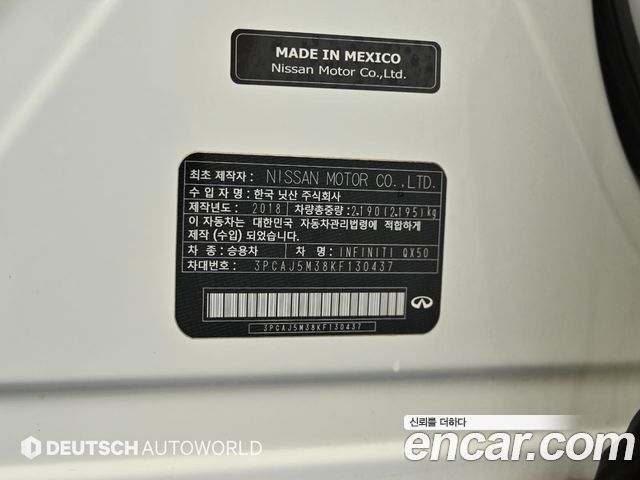 MADE IN MEXICO
Nissan Motor Co.,Ltd.
최초 제작자: NISSAN MOTOR CO.,LTD.
수 입 자 명: 한국 닛산 주식회사
제작년도: 2018 차량총중량: 2,190(2,195)kg
이 자동차는 대한민국 자동차관리법령에 적합하게
제작 (수입) 되었습니다.
차 종: 승용차 차 명: INFINITI QX50
차대번호: 3PCAJ5M38KF130437
3PCAJ5M38KF130437
신뢰를 더하다
DEUTSCH AUTOWORLD
encar.com